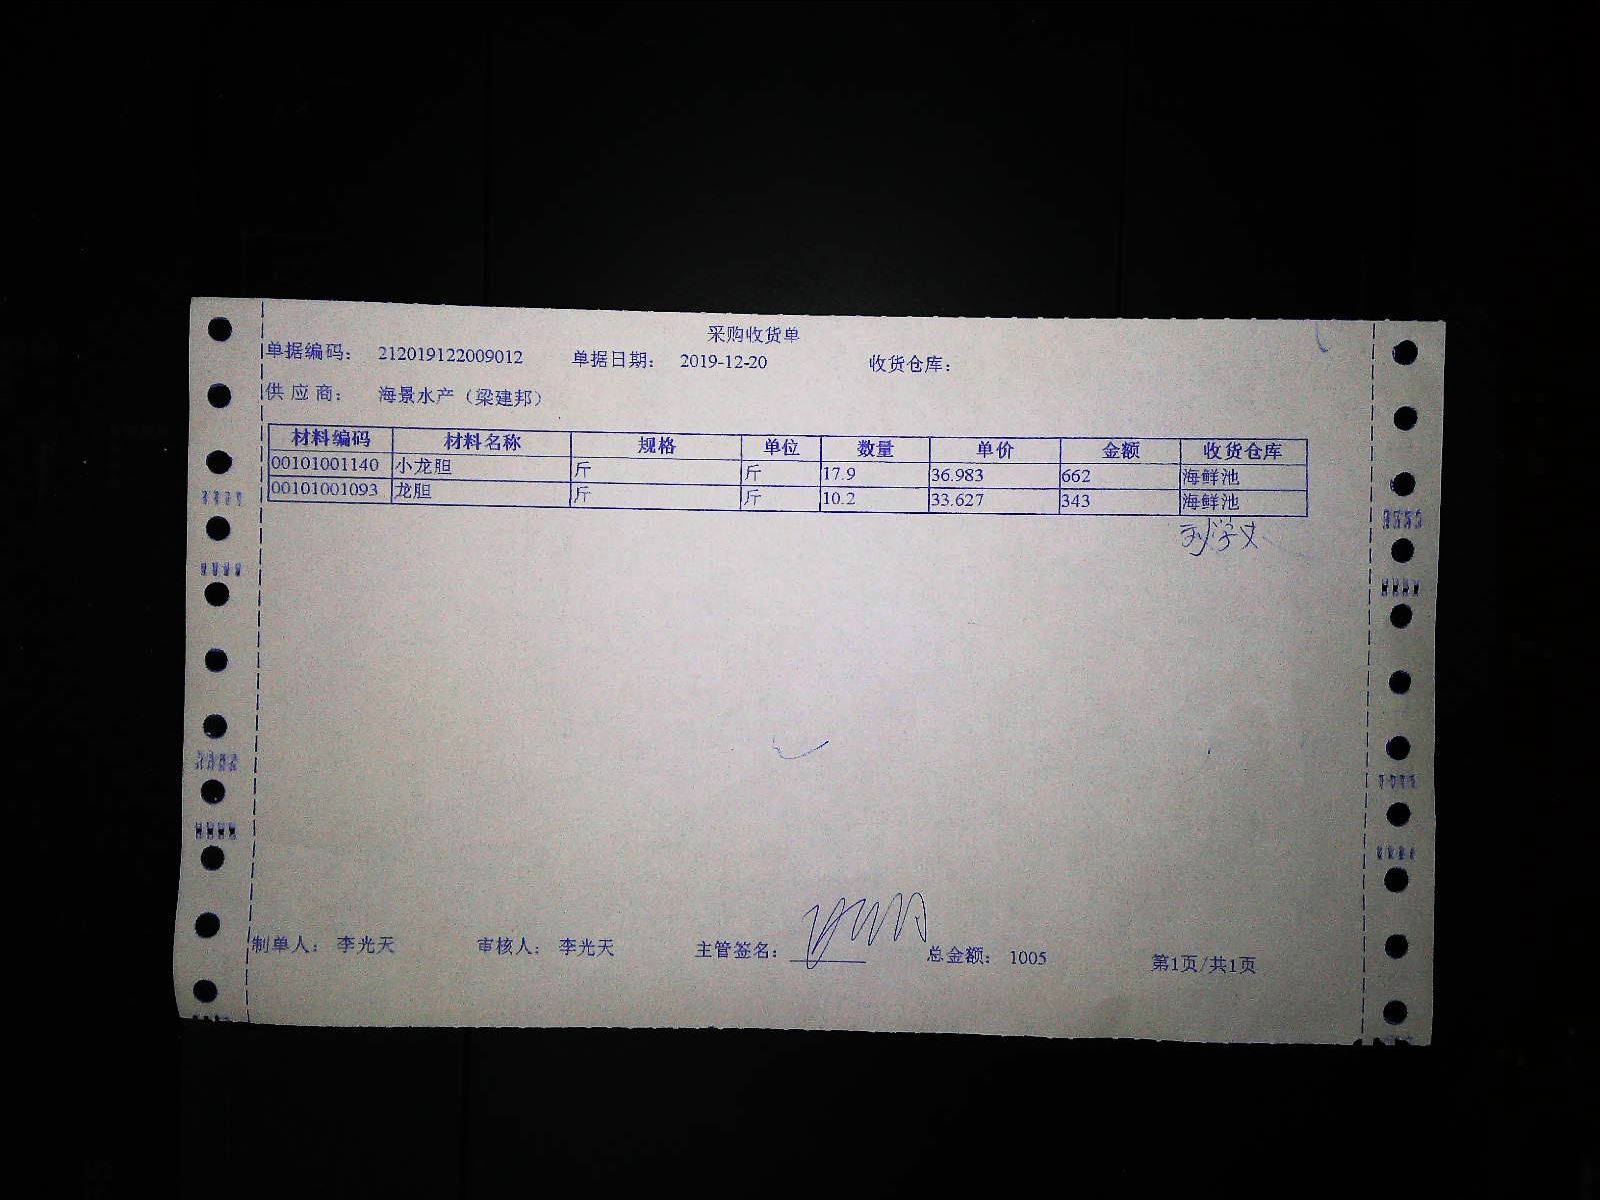 采购收货单
单据编码: 212019122009012 单据日期: 2019-12-20 收货仓库:
供应商: 海景水产（梁建邦）
材料编码 材料名称 规格 单位 数量 单价 金额 收货仓库
00101001140 小龙胆 斤 斤 17.9 36.983 662 海鲜池
00101001093 龙胆 斤 斤 10.2 33.627 343 海鲜池
制单人: 李光天 审核人: 李光天 主管签名: 总金额: 1005 第1页/共1页